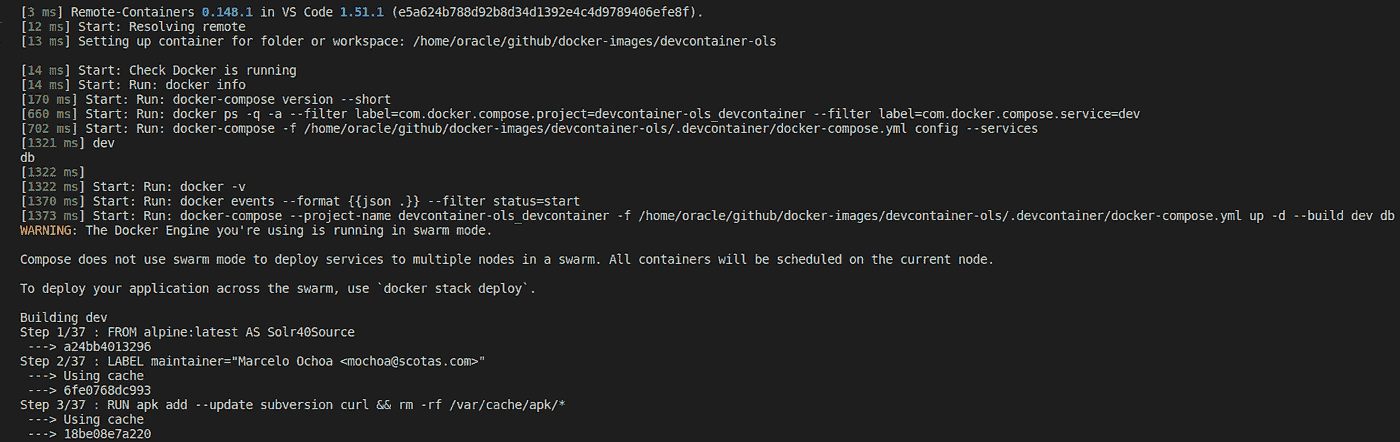 [3 ms] Remote-Containers 0.148.1 in VS Code 1.51.1 (e5a624b788d92b8d34d1392e4c4d9789406efe8f).
[12 ms] Start: Resolving remote
[13 ms] Setting up container for folder or workspace: /home/oracle/github/docker-images/devcontainer-ols
[14 ms] Start: Check Docker is running
[14 ms] Start: Run: docker info
[170 ms] Start: Run: docker-compose version --short
[660 ms] Start: Run: docker ps -q -a --filter label=com.docker.compose.project=devcontainer-ols_devcontainer --filter label=com.docker.compose.service=dev
[702 ms] Start: Run: docker-compose -f /home/oracle/github/docker-images/devcontainer-ols/.devcontainer/docker-compose.yml config --services
[1321 ms] dev
db
[1322 ms]
[1322 ms] Start: Run: docker -v
[1370 ms] Start: Run: docker events --format {{json .}} --filter status=start
[1373 ms] Start: Run: docker-compose --project-name devcontainer-ols_devcontainer -f /home/oracle/github/docker-images/devcontainer-ols/.devcontainer/docker-compose.yml up -d --build dev db
WARNING: The Docker Engine you're using is running in swarm mode.
Compose does not use swarm mode to deploy services to multiple nodes in a swarm. All containers will be scheduled on the current node.
To deploy your application across the swarm, use `docker stack deploy`.
Building dev
Step 1/37 : FROM alpine:latest AS Solr40Source
---> a24bb4013296
Step 2/37 : LABEL maintainer="Marcelo Ochoa <mochoa@scotas.com>"
---> Using cache
---> 6fe0768dc993
Step 3/37 : RUN apk add --update subversion curl && rm -rf /var/cache/apk/*
---> Using cache
---> 18be08e7a220